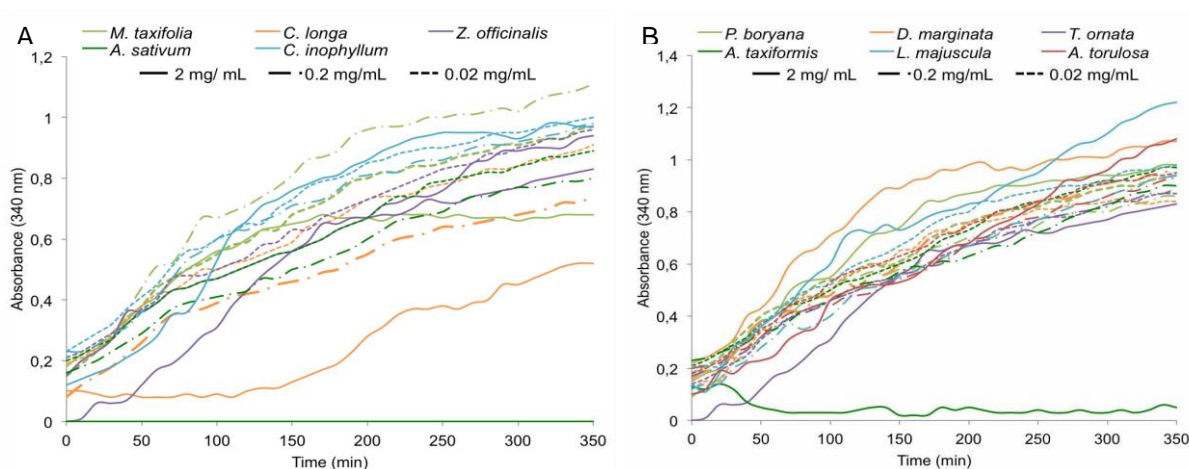 A
M. taxifolia C. longa Z. officinalis
A. sativum C. inophyllum
2 mg/ mL 0.2 mg/mL 0.02 mg/mL
1,2
1
0,8
0,6
0,4
0,2
0
Absorbance (340 nm)
0 50 100 150 200 250 300 350
Time (min)
B
P. boryana D. marginata T. ornata
A. taxiformis L. majuscula A. torulosa
2 mg/ mL 0.2 mg/mL 0.02 mg/mL
1,4
1,2
1
0,8
0,6
0,4
0,2
0
Absorbance (340 nm)
0 50 100 150 200 250 300 350
Time (min)